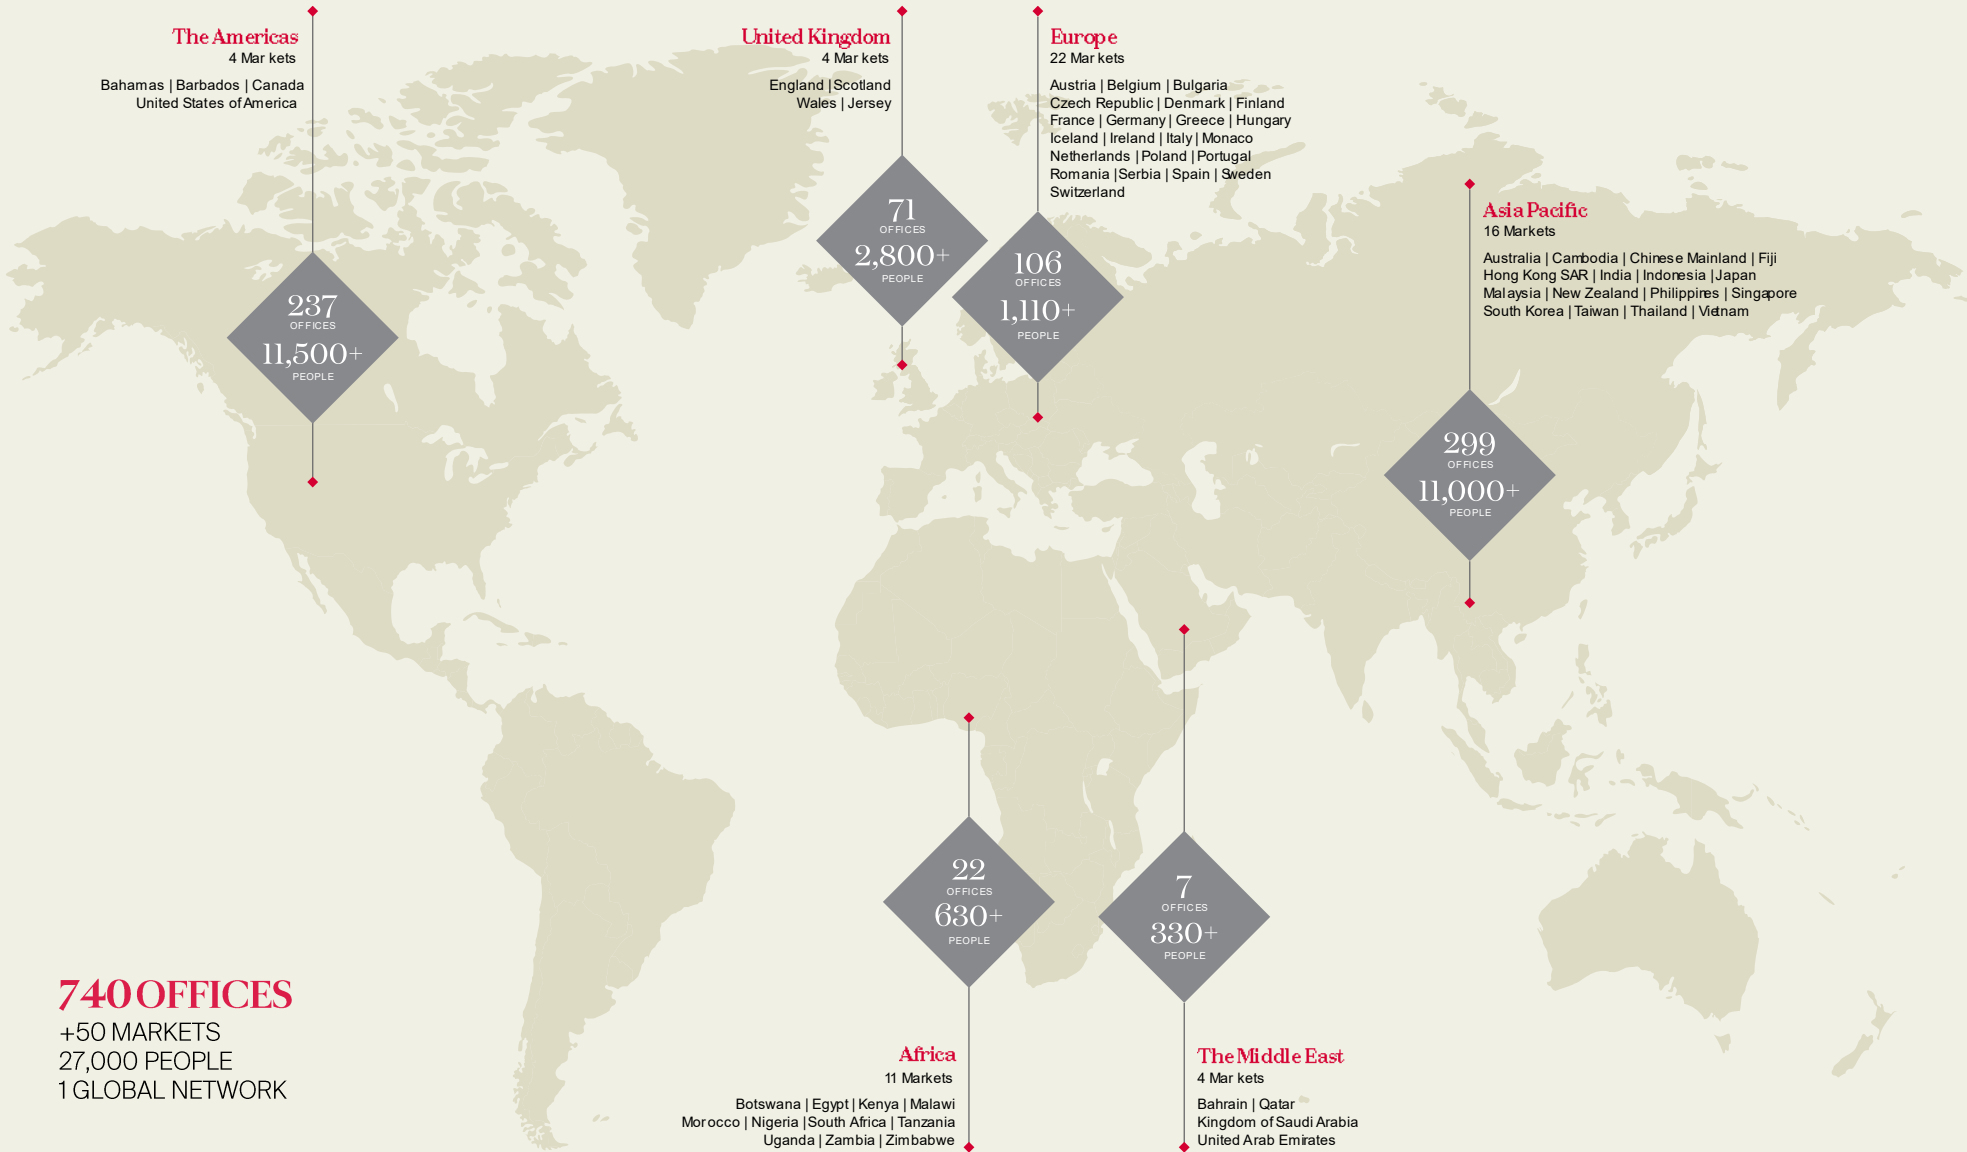 The Americas
4 Markets
Bahamas | Barbados | Canada
United States of America
237
OFFICES
11,500+
PEOPLE
United Kingdom
4 Markets
England | Scotland
Wales | Jersey
71
OFFICES
2,800+
PEOPLE
Europe
22 Markets
Austria | Belgium | Bulgaria
Czech Republic | Denmark | Finland
France | Germany | Greece | Hungary
Iceland | Ireland | Italy | Monaco
Netherlands | Poland | Portugal
Romania | Serbia | Spain | Sweden
Switzerland
106
OFFICES
1,110+
PEOPLE
Asia Pacific
16 Markets
Australia | Cambodia | Chinese Mainland | Fiji
Hong Kong SAR | India | Indonesia | Japan
Malaysia | New Zealand | Philippines | Singapore
South Korea | Taiwan | Thailand | Vietnam
299
OFFICES
11,000+
PEOPLE
22
OFFICES
630+
PEOPLE
Africa
11 Markets
Botswana | Egypt | Kenya | Malawi
Morocco | Nigeria | South Africa | Tanzania
Uganda | Zambia | Zimbabwe
7
OFFICES
330+
PEOPLE
The Middle East
4 Markets
Bahrain | Qatar
Kingdom of Saudi Arabia
United Arab Emirates
740 OFFICES
+50 MARKETS
27,000 PEOPLE
1 GLOBAL NETWORK